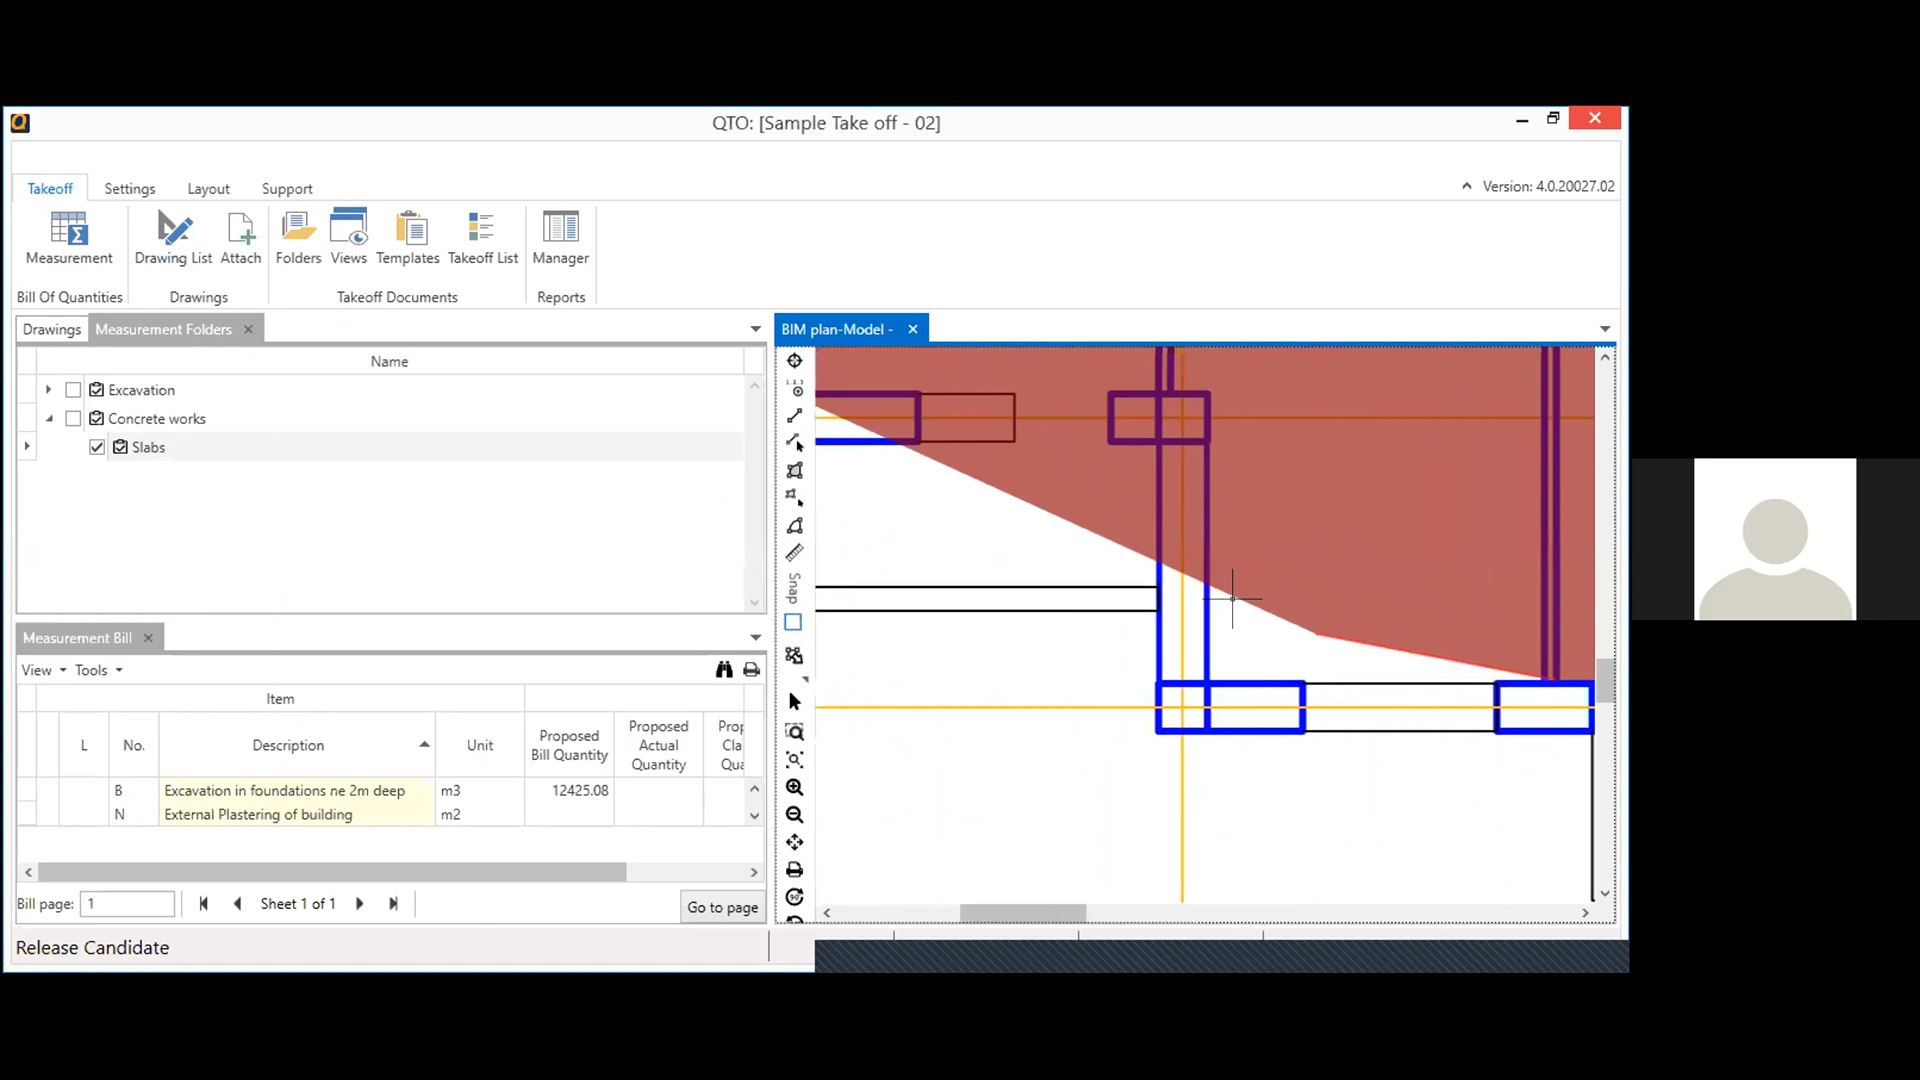 QTO: [Sample Take off - 02]
Takeoff Settings Layout Support Version: 4.0.20027.02
Measurement Drawing List Attach Folders Views Templates Takeoff List Manager
Bill Of Quantities Drawings Takeoff Documents Reports
Drawings Measurement Folders BIM plan-Model -
Name
Excavation
Concrete works
Slabs
Snap
Measurement Bill
View Tools
Item
L No. Description Unit Proposed Bill Quantity Proposed Actual Quantity Prop Cla Qua
B Excavation in foundations ne 2m deep m3 12425.08
N External Plastering of building m2
Bill page: 1 Sheet 1 of 1 Go to page
Release Candidate